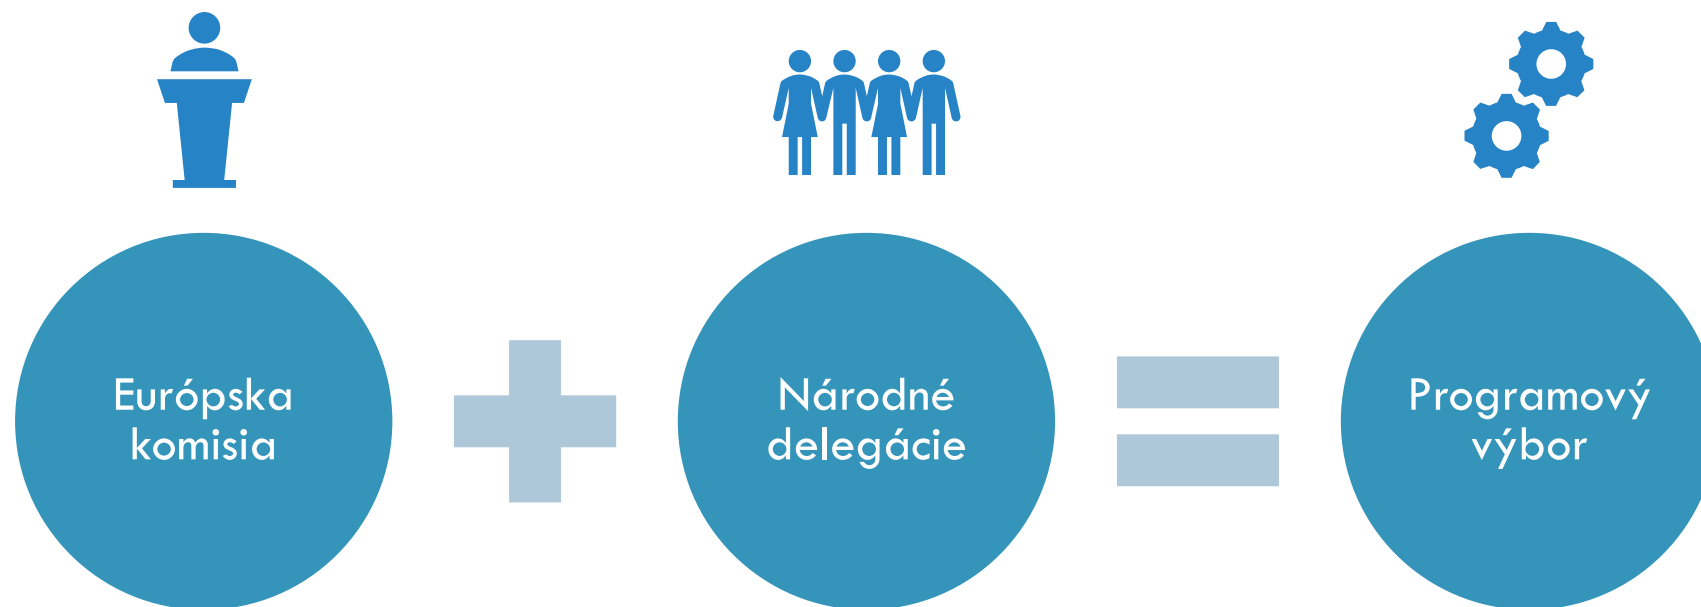 Európska
komisia
Národné
delegácie
Programový
výbor